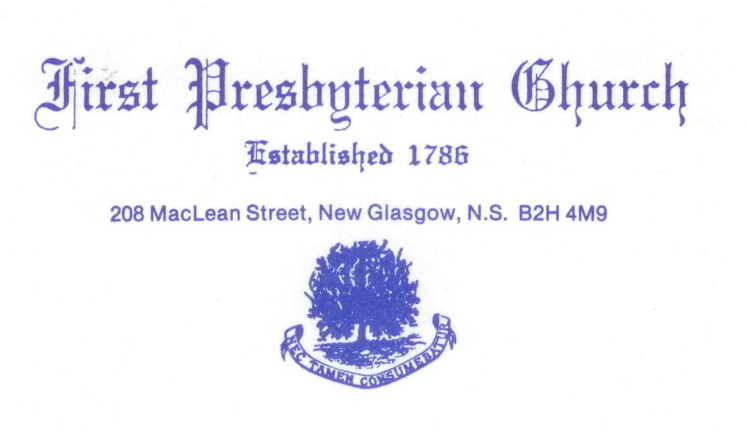 First Presbyterian Church
Established 1786
208 MacLean Street, New Glasgow, N.S. B2H 4M9
NEC TAMEN CONSUMEBATUR